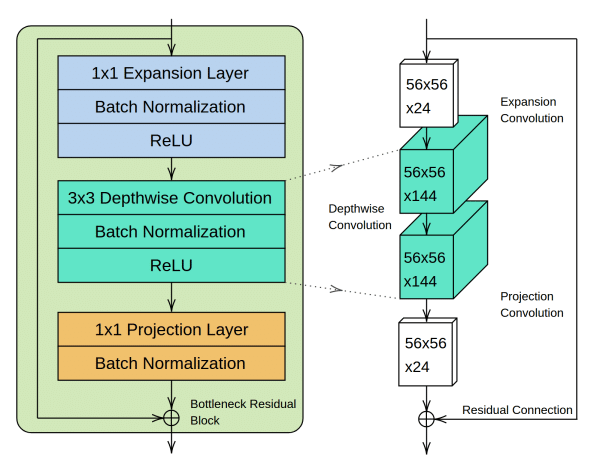 1x1 Expansion Layer
Batch Normalization
ReLU
3x3 Depthwise Convolution
Batch Normalization
ReLU
1x1 Projection Layer
Batch Normalization
Bottleneck Residual
Block
56x56
x24
Expansion
Convolution
56x56
x144
Depthwise
Convolution
56x56
x144
Projection
Convolution
56x56
x24
Residual Connection